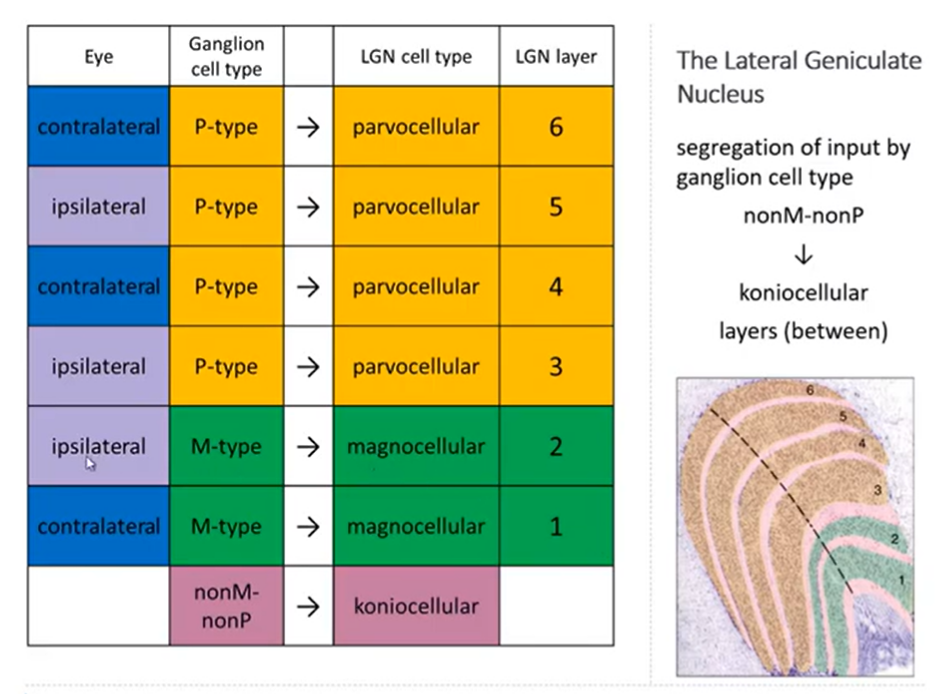 Eye
Ganglion
cell type
LGN cell type
LGN layer
contralateral
P-type
→
parvocellular
6
ipsilateral
P-type
→
parvocellular
5
contralateral
P-type
→
parvocellular
4
ipsilateral
P-type
→
parvocellular
3
ipsilateral
M-type
→
magnocellular
2
contralateral
M-type
→
magnocellular
1
nonM-
nonP
→
koniocellular
The Lateral Geniculate
Nucleus
segregation of input by
ganglion cell type
nonM-nonP
↓
koniocellular
layers (between)
6
5
4
3
2
1